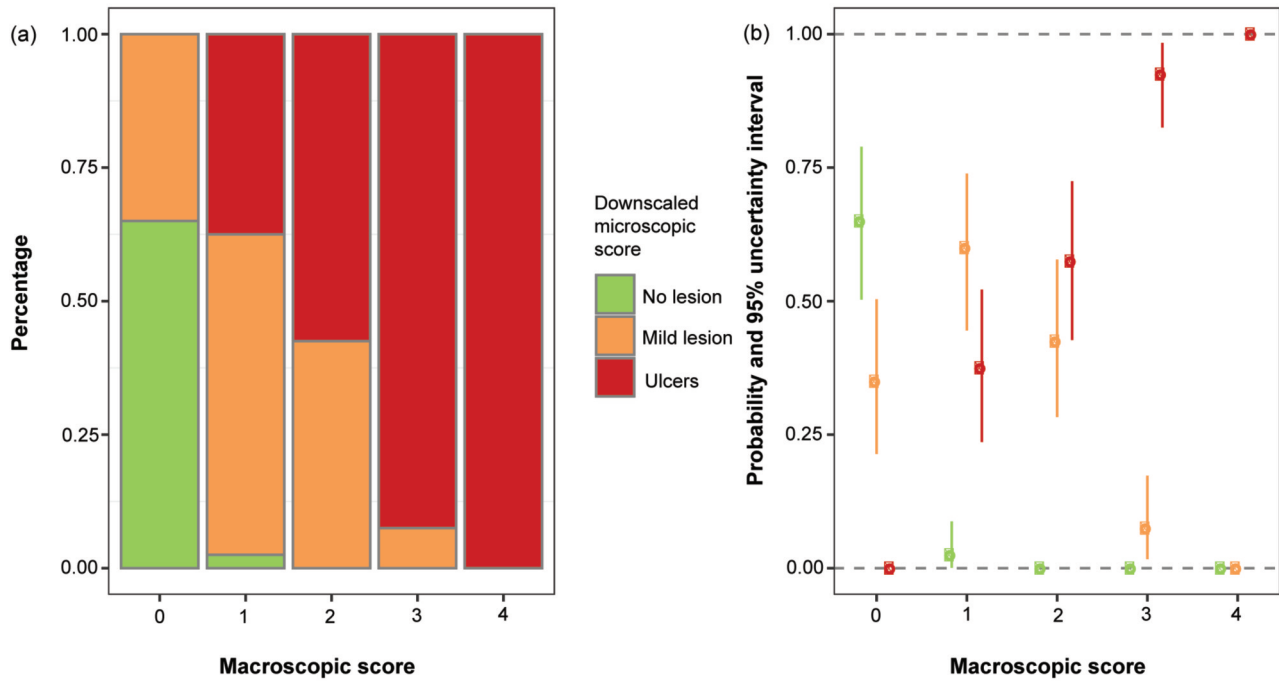 (a)
Percentage
1.00
0.75
0.50
0.25
0.00
0 1 2 3 4
Macroscopic score
Downscaled
microscopic
score
No lesion
Mild lesion
Ulcers
(b)
Probability and 95% uncertainty interval
1.00
0.75
0.50
0.25
0.00
0 1 2 3 4
Macroscopic score